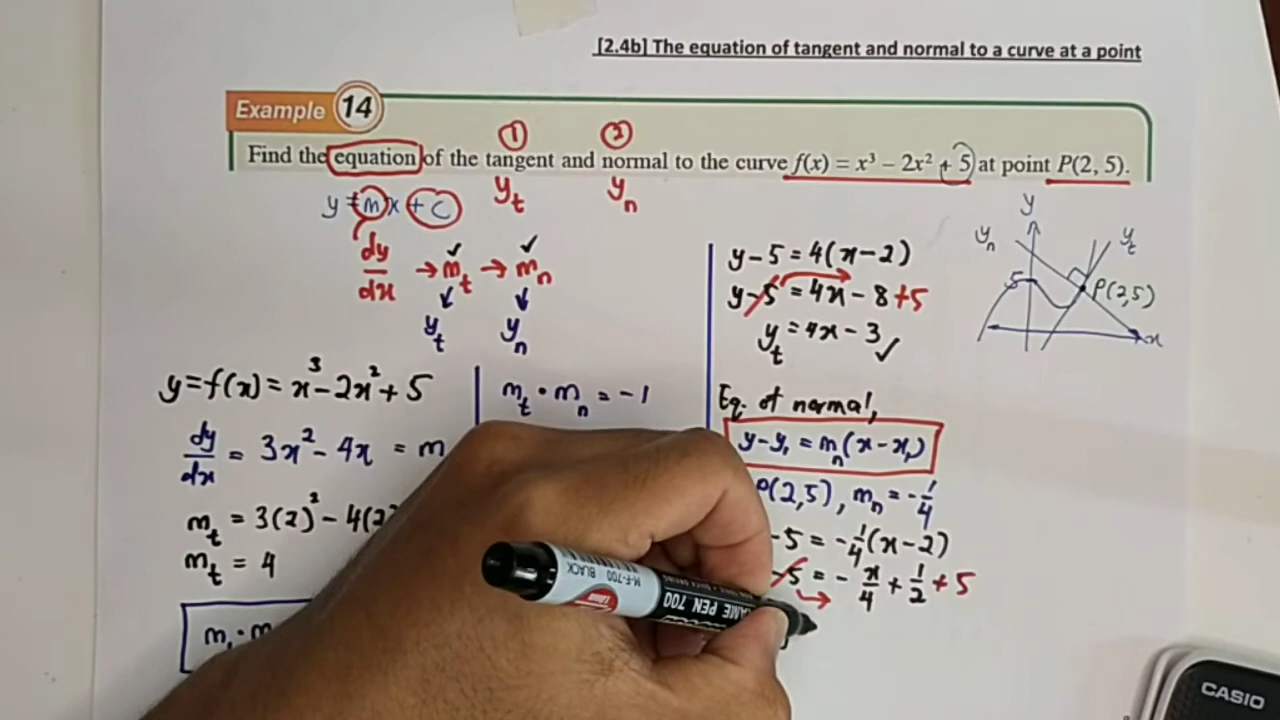 [2.4b] The equation of tangent and normal to a curve at a point
Example 14
① ②
Find the equation of the tangent and normal to the curve f(x) = x³ − 2x² + 5 at point P(2, 5).
y = mx + c
y_t y_n
dy/dx → m_t → m_n
y_t y_n
y = f(x) = x³ − 2x² + 5
dy/dx = 3x² − 4x = m
m_t = 3(2)² − 4(2
m_t = 4
m_t · m_n = −1
y − 5 = 4(x − 2)
y − 5 = 4x − 8 + 5
y_t = 4x − 3 ✓
Eq. of normal,
y − y₁ = m_n(x − x₁)
P(2,5), m_n = −1/4
−5 = −1/4(x − 2)
−5 = −x/4 + 1/2 + 5
y
y_n y_t
5
P(2,5)
x
M-F-700 BLACK
NAME PEN 700
CASIO